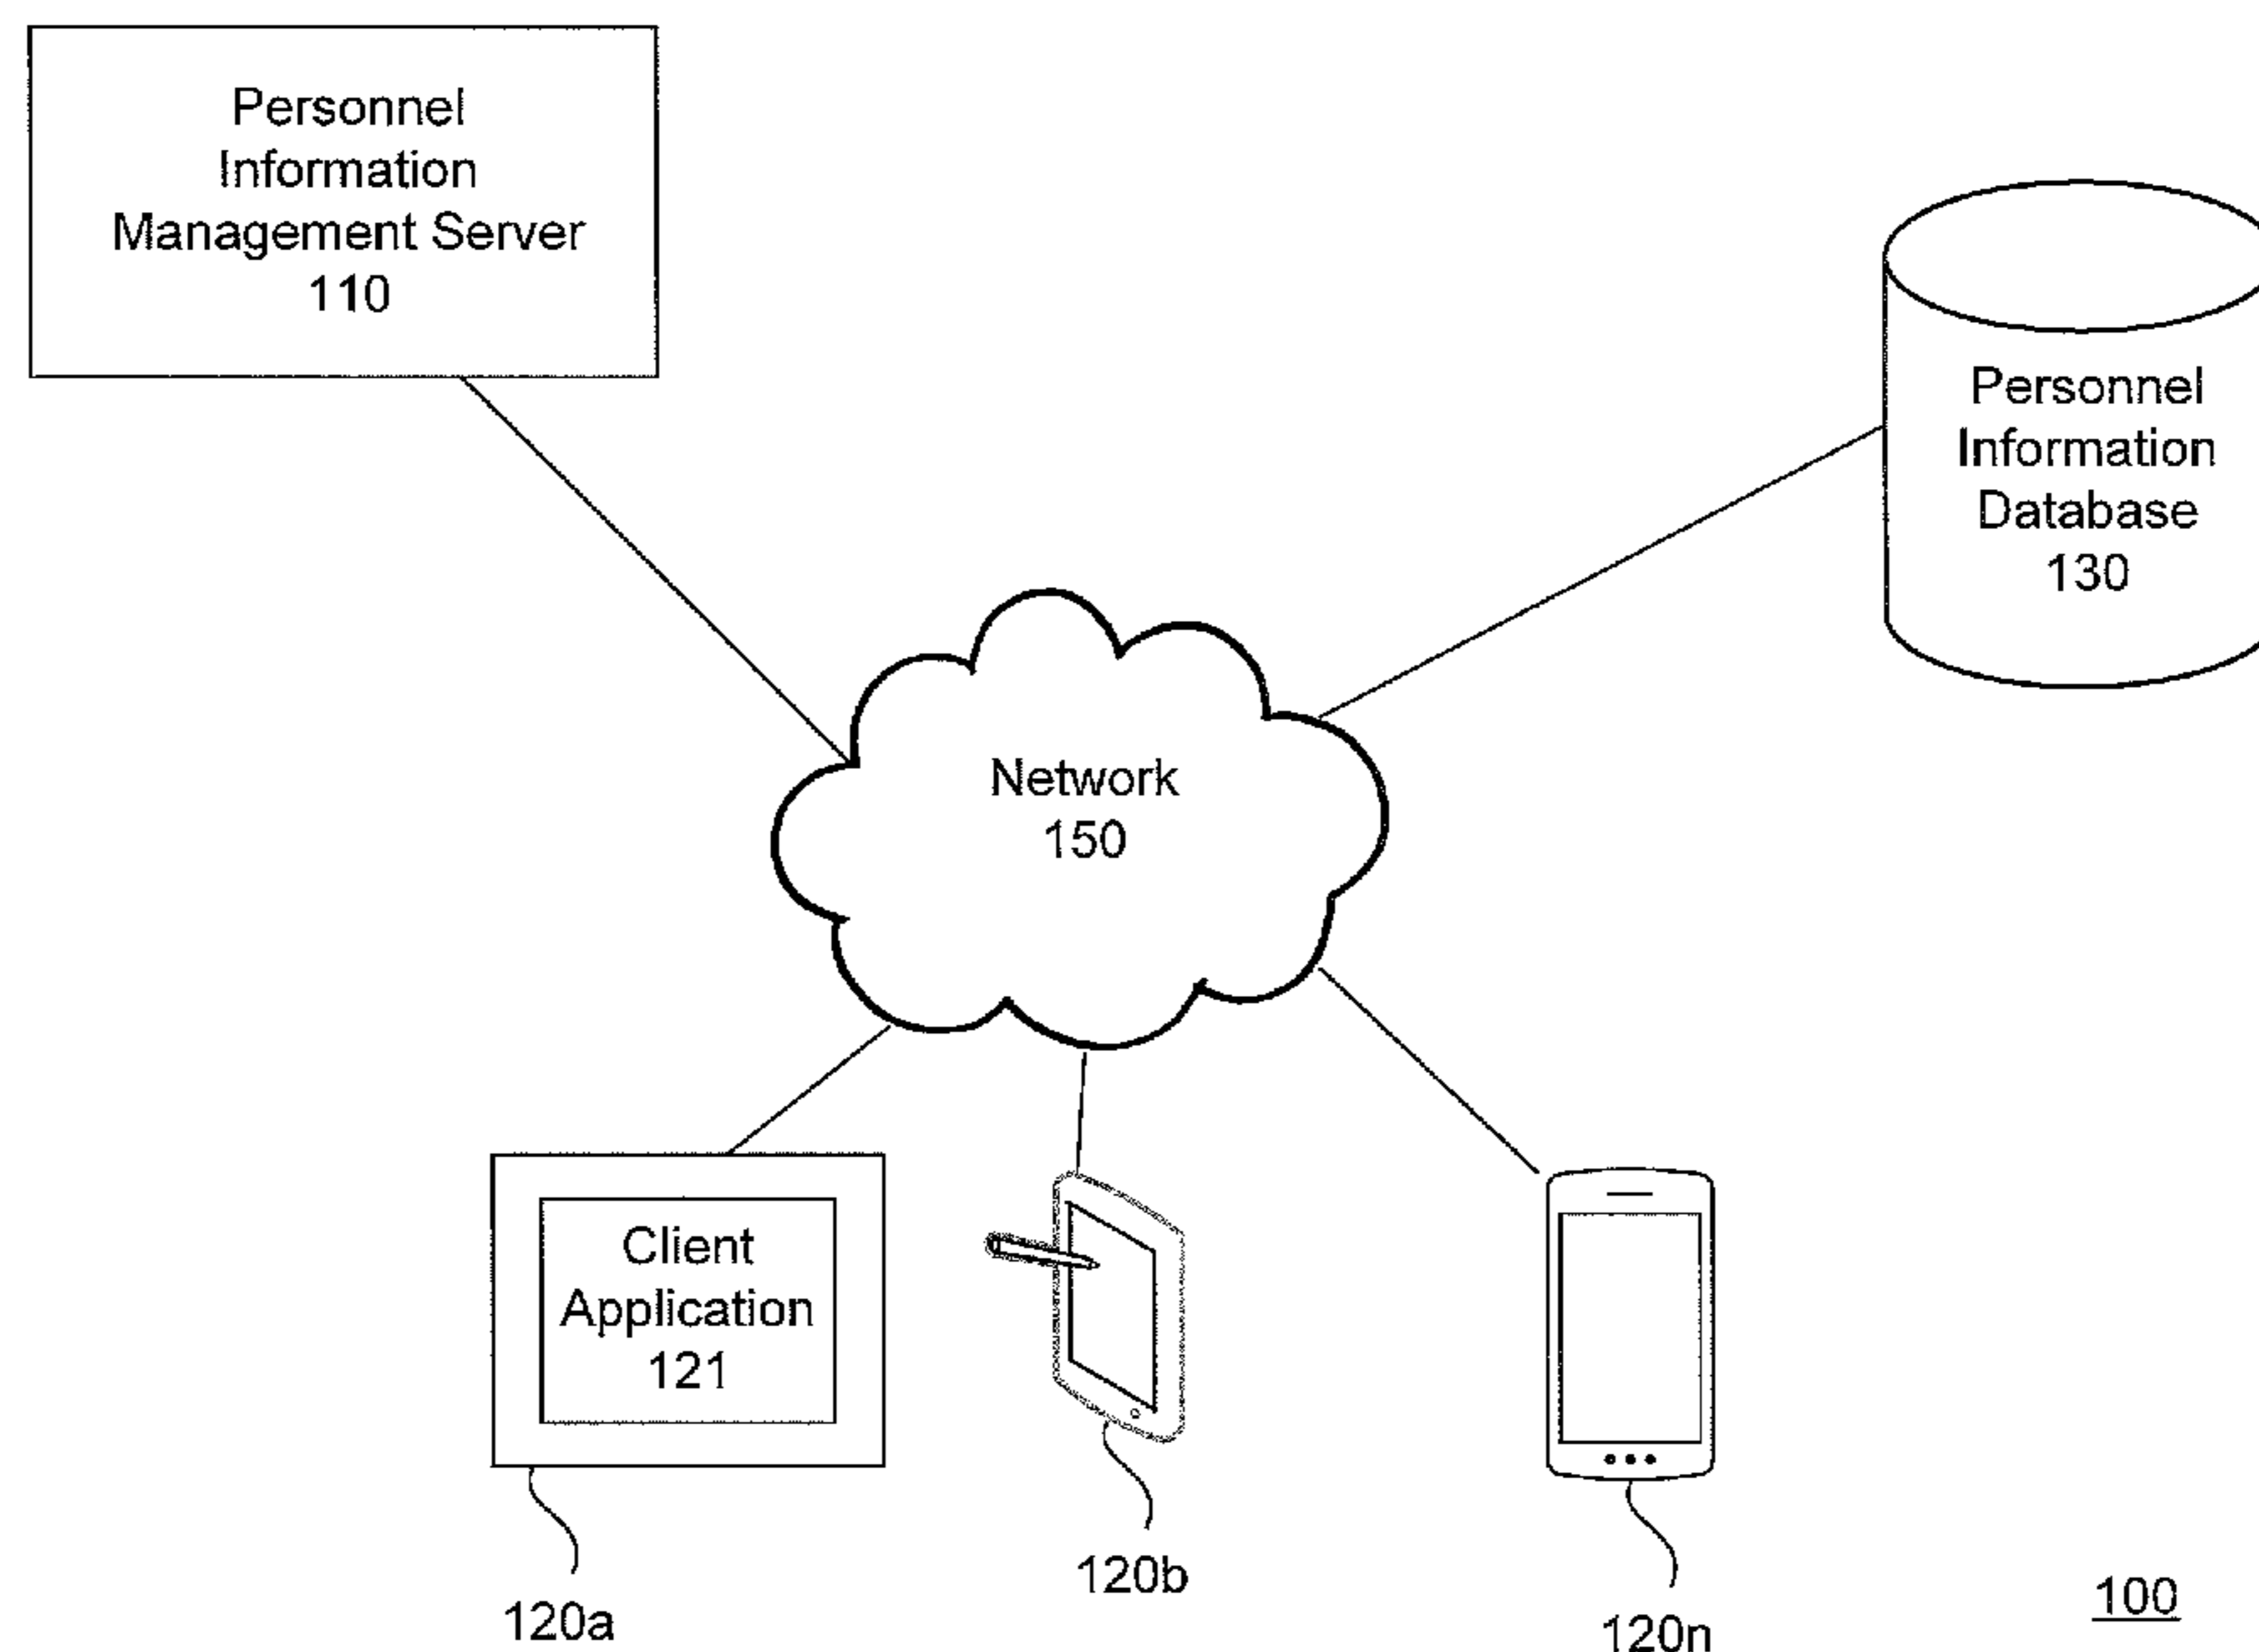 Personnel
Information
Management Server
110
Personnel
Information
Database
130
Network
150
Client
Application
121
120a
120b
120n
100